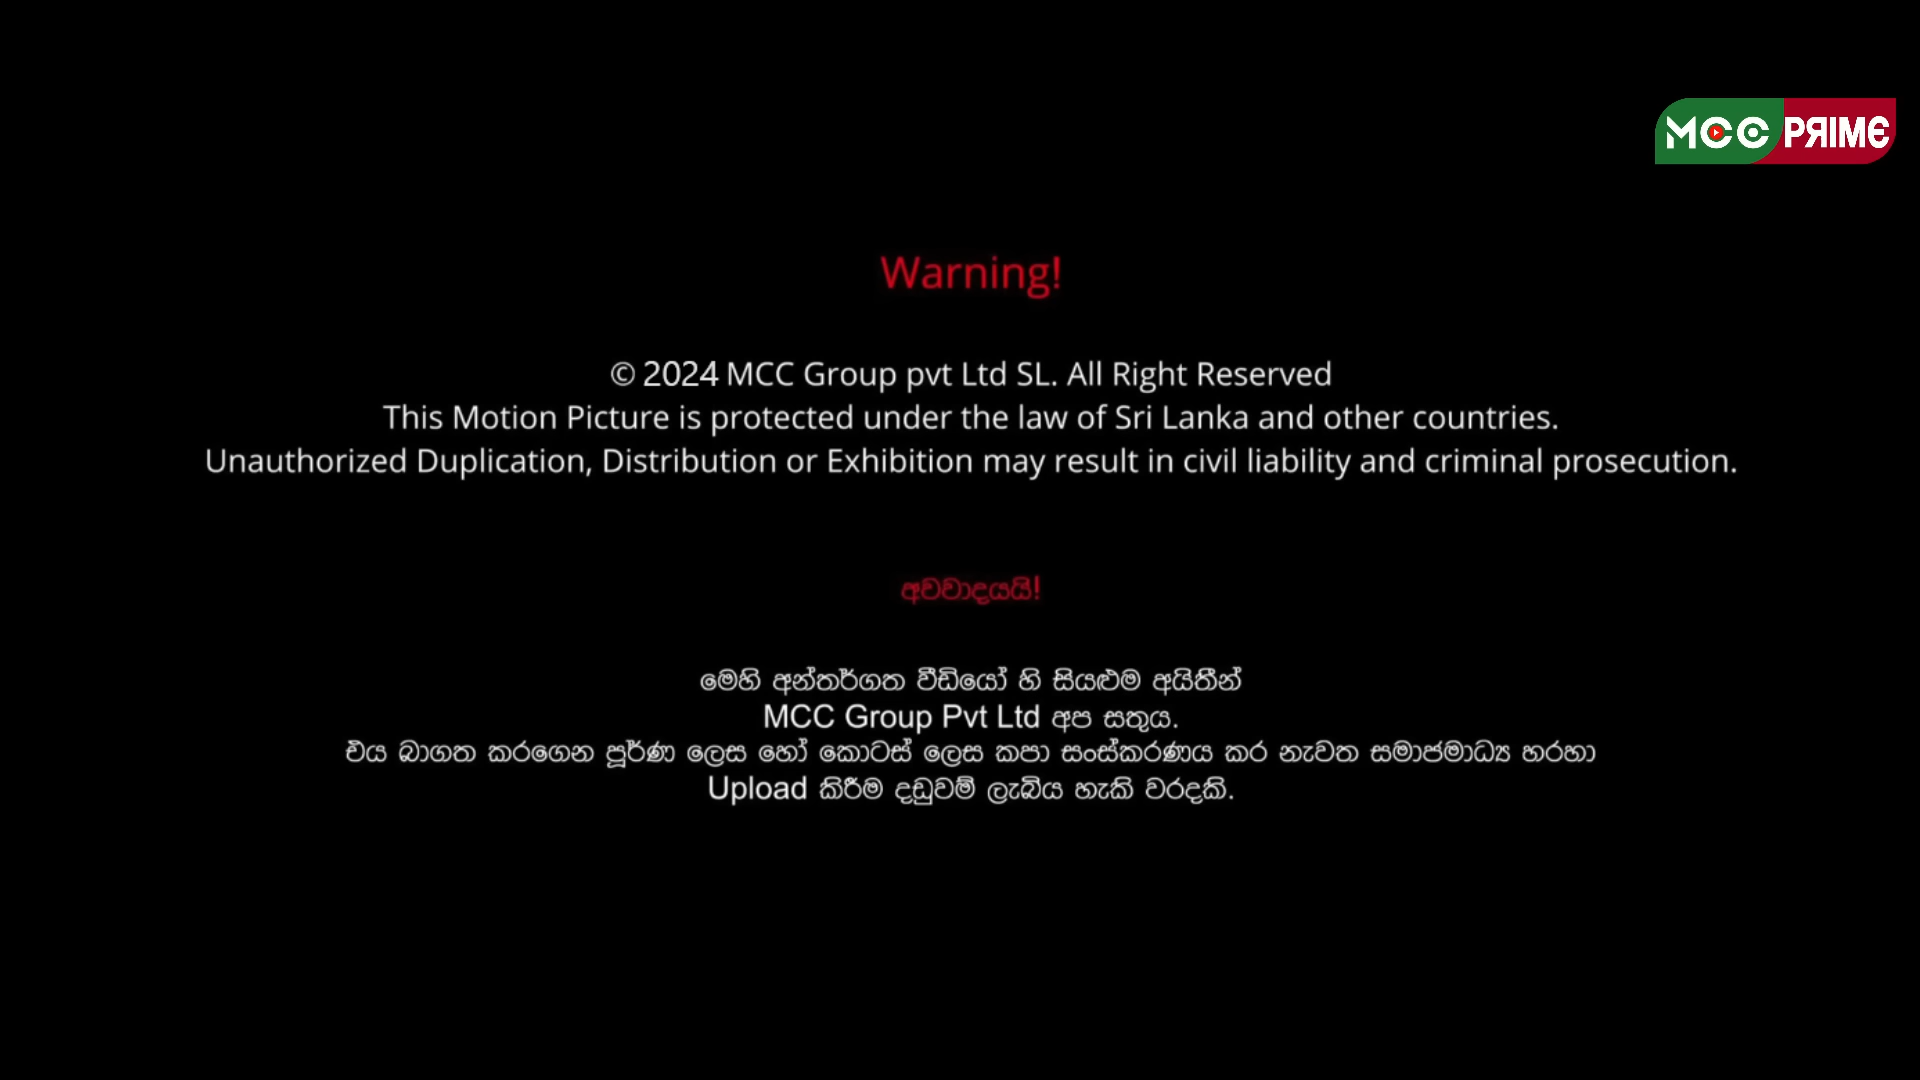 MCC PRIME
Warning!
© 2024 MCC Group pvt Ltd SL. All Right Reserved
This Motion Picture is protected under the law of Sri Lanka and other countries.
Unauthorized Duplication, Distribution or Exhibition may result in civil liability and criminal prosecution.
අවවාදයයි!
මෙහි අන්තර්ගත වීඩියෝ හි සියළුම අයිතීන්
MCC Group Pvt Ltd අප සතුය.
එය බාගත කරගෙන පූර්ණ ලෙස හෝ කොටස් ලෙස කපා සංස්කරණය කර නැවත සමාජමාධ්‍ය හරහා
Upload කිරීම දඬුවම් ලැබිය හැකි වරදකි.